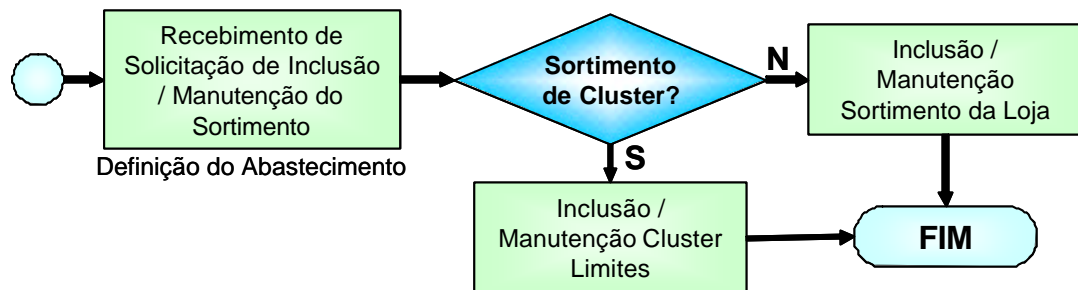 Recebimento de
Solicitação de Inclusão
/ Manutenção do
Sortimento
Definição do Abastecimento
Sortimento
de Cluster?
N
Inclusão /
Manutenção
Sortimento da Loja
S
Inclusão /
Manutenção Cluster
Limites
FIM